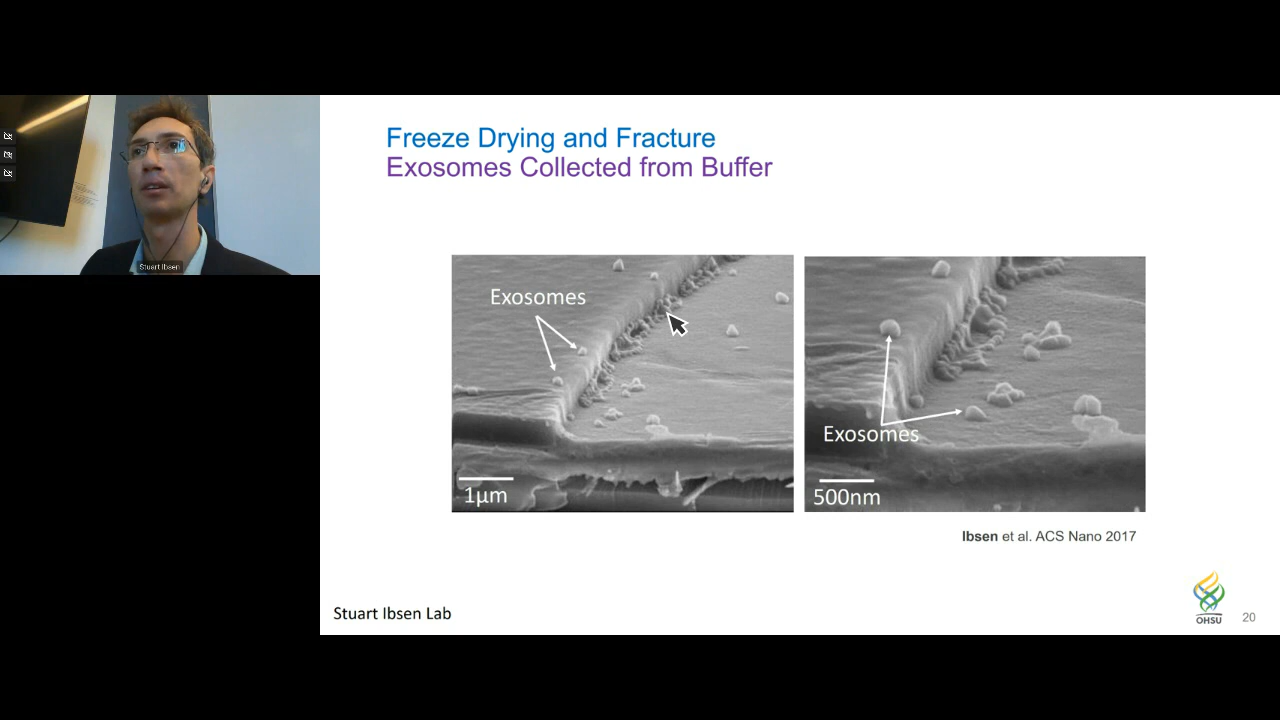 Stuart Ibsen
Freeze Drying and Fracture
Exosomes Collected from Buffer
Exosomes
1μm
Exosomes
500nm
Ibsen et al. ACS Nano 2017
Stuart Ibsen Lab
OHSU
20